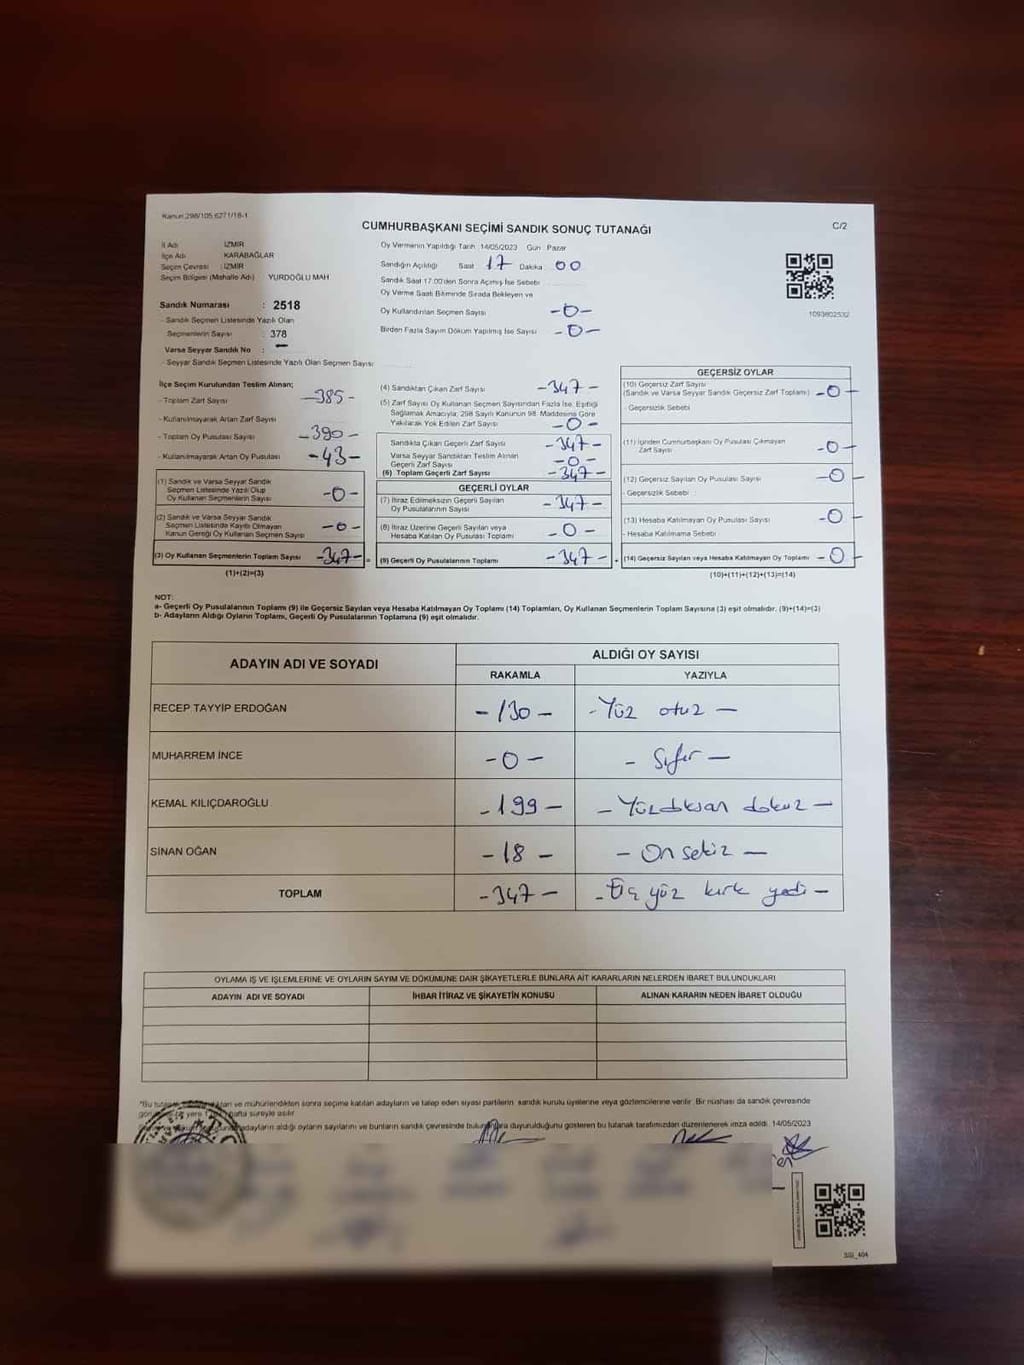 Kanun 298/105,6271/18-1
CUMHURBAŞKANI SEÇİMİ SANDIK SONUÇ TUTANAĞI
C/2
İl Adı : İZMİR
İlçe Adı : KARABAĞLAR
Seçim Çevresi : İZMİR
Seçim Bölgesi (Mahalle Adı) YURDOĞLU MAH
Sandık Numarası : 2518
- Sandık Seçmen Listesinde Yazılı Olan
Seçmenlerin Sayısı : 378
Varsa Seyyar Sandık No : -
- Seyyar Sandık Seçmen Listesinde Yazılı Olan Seçmen Sayısı
Oy Vermenin Yapıldığı Tarih 14/05/2023 Gün Pazar
Sandığın Açıldığı Saat 17 Dakika 00
Sandık Saat 17.00'den Sonra Açılmış İse Sebebi
Oy Verme Saati Bitiminde Sırada Bekleyen ve
Oy Kullandırılan Seçmen Sayısı -0-
Birden Fazla Sayım Döküm Yapılmış İse Sayısı -0-
1093802532
İlçe Seçim Kurulundan Teslim Alınan;
- Toplam Zarf Sayısı -385-
- Kullanılmayarak Artan Zarf Sayısı
- Toplam Oy Pusulası Sayısı -390-
- Kullanılmayarak Artan Oy Pusulası -43-
(1) Sandık ve Varsa Seyyar Sandık
Seçmen Listesinde Yazılı Olup
Oy Kullanan Seçmenlerin Sayısı -0-
(2) Sandık ve Varsa Seyyar Sandık
Seçmen Listesinde Kayıtlı Olmayan
Kanun Gereği Oy Kullanan Seçmen Sayısı -0-
(3) Oy Kullanan Seçmenlerin Toplam Sayısı -347- =
(1)+(2)=(3)
(4) Sandıktan Çıkan Zarf Sayısı -347-
(5) Zarf Sayısı Oy Kullanan Seçmen Sayısından Fazla İse, Eşitliği
Sağlamak Amacıyla; 298 Sayılı Kanunun 98. Maddesine Göre
Yakılarak Yok Edilen Zarf Sayısı -0-
Sandıkta Çıkan Geçerli Zarf Sayısı -347-
Varsa Seyyar Sandıktan Teslim Alınan
Geçerli Zarf Sayısı -0-
(6) Toplam Geçerli Zarf Sayısı -347-
GEÇERLİ OYLAR
(7) İtiraz Edilmeksizin Geçerli Sayılan
Oy Pusulalarının Sayısı -347-
(8) İtiraz Üzerine Geçerli Sayılan veya
Hesaba Katılan Oy Pusulası Toplamı -0-
(9) Geçerli Oy Pusulalarının Toplamı -347- +
GEÇERSİZ OYLAR
(10) Geçersiz Zarf Sayısı
(Sandık ve Varsa Seyyar Sandık Geçersiz Zarf Toplamı) -0-
- Geçersizlik Sebebi
(11) İçinden Cumhurbaşkanı Oy Pusulası Çıkmayan
Zarf Sayısı -0-
(12) Geçersiz Sayılan Oy Pusulası Sayısı -0-
- Geçersizlik Sebebi
(13) Hesaba Katılmayan Oy Pusulası Sayısı -0-
- Hesaba Katılmama Sebebi
(14) Geçersiz Sayılan veya Hesaba Katılmayan Oy Toplamı -0-
(10)+(11)+(12)+(13)=(14)
NOT:
a- Geçerli Oy Pusulalarının Toplamı (9) ile Geçersiz Sayılan veya Hesaba Katılmayan Oy Toplamı (14) Toplamları, Oy Kullanan Seçmenlerin Toplam Sayısına (3) eşit olmalıdır. (9)+(14)=(3)
b- Adayların Aldığı Oyların Toplamı, Geçerli Oy Pusulalarının Toplamına (9) eşit olmalıdır.
ADAYIN ADI VE SOYADI
ALDIĞI OY SAYISI
RAKAMLA YAZIYLA
RECEP TAYYİP ERDOĞAN -130- -Yüz otuz-
MUHARREM İNCE -0- -Sıfır-
KEMAL KILIÇDAROĞLU -199- -Yüzdoksan dokuz-
SİNAN OĞAN -18- -On sekiz-
TOPLAM -347- -Üç yüz kırk yedi-
OYLAMA İŞ VE İŞLEMLERİNE VE OYLARIN SAYIM VE DÖKÜMÜNE DAİR ŞİKAYETLERLE BUNLARA AİT KARARLARIN NELERDEN İBARET BULUNDUKLARI
ADAYIN ADI VE SOYADI İHBAR İTİRAZ VE ŞİKAYETİN KONUSU ALINAN KARARIN NEDEN İBARET OLDUĞU
*Bu ve mühürlendikten sonra seçime katılan adayların ve talep eden siyasi partilerin sandık kurulu üyelerine veya gözlemcilerine verilir. Bir nüshası da sandık çevresinde
yere hafta süreyle asılır
adayların aldığı oyların sayılarını ve bunların sandık çevresinde duyurulduğunu gösteren bu tutanak tarafımızdan düzenlenerek imza edildi. 14/05/2023